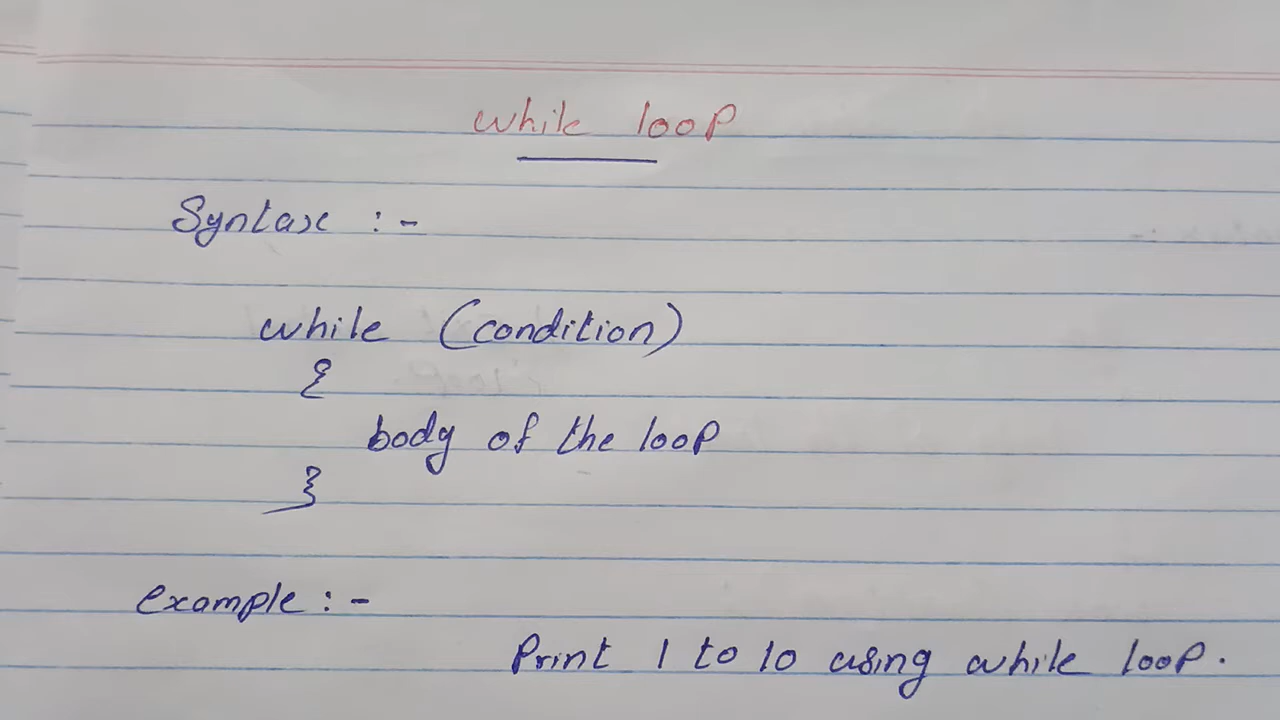 while loop
Syntax :-
while (condition)
{
body of the loop
}
example :-
Print 1 to 10 using while loop.